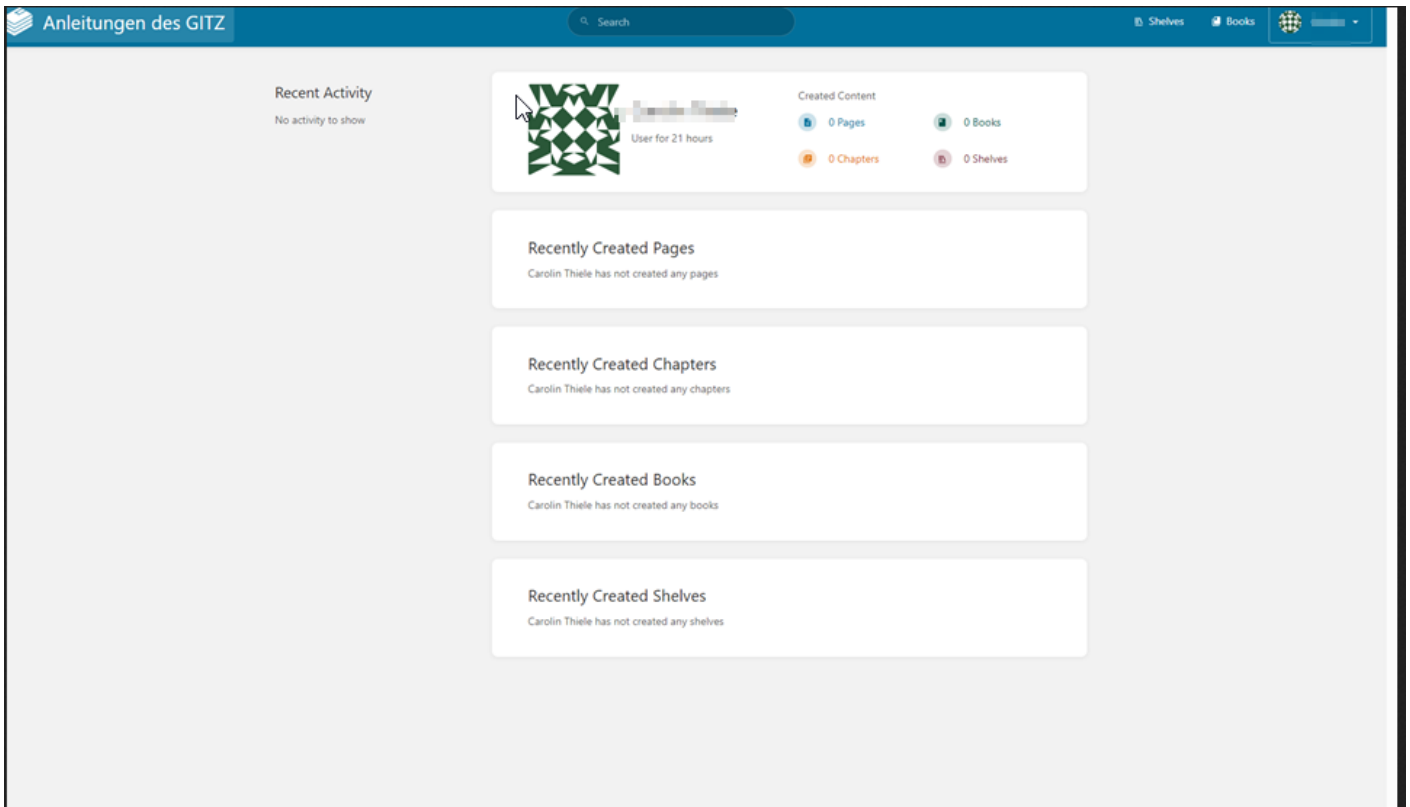 Anleitungen des GITZ
Search
Shelves
Books
Recent Activity
No activity to show
User for 21 hours
Created Content
0 Pages
0 Books
0 Chapters
0 Shelves
Recently Created Pages
Carolin Thiele has not created any pages
Recently Created Chapters
Carolin Thiele has not created any chapters
Recently Created Books
Carolin Thiele has not created any books
Recently Created Shelves
Carolin Thiele has not created any shelves